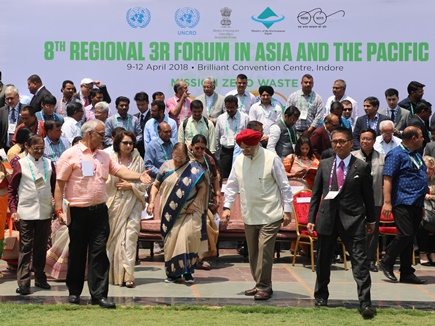 UNCRD
8TH REGIONAL 3R FORUM IN ASIA AND THE PACIFIC
9-12 April 2018 • Brilliant Convention Centre, Indore
MISSION ZERO WASTE